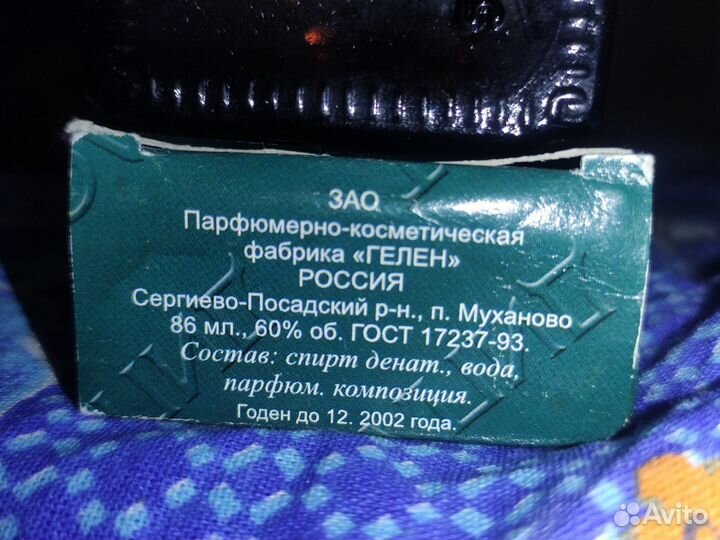 ЗАО
Парфюмерно-косметическая
фабрика «ГЕЛЕН»
РОССИЯ
Сергиево-Посадский р-н., п. Муханово
86 мл., 60% об. ГОСТ 17237-93.
Состав: спирт денат., вода,
парфюм. композиция.
Годен до 12. 2002 года.
Avito